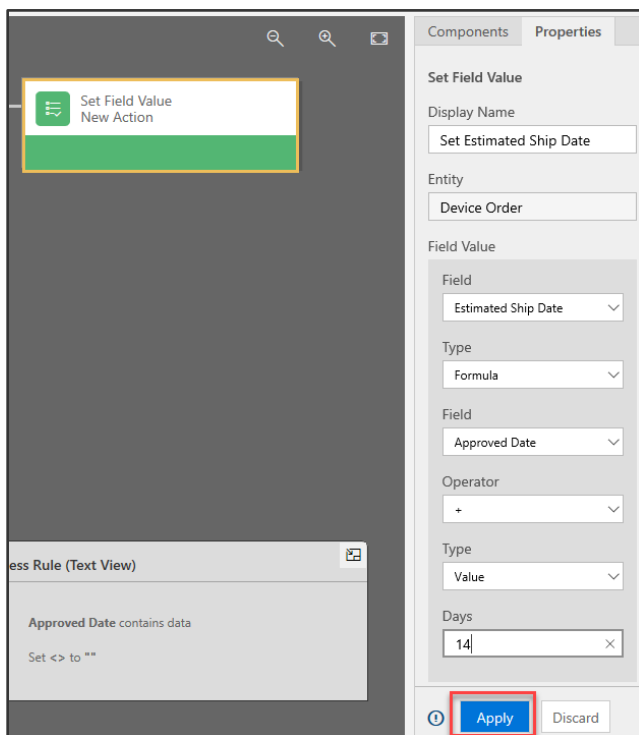 Components Properties
Set Field Value
New Action
Set Field Value
Display Name
Set Estimated Ship Date
Entity
Device Order
Field Value
Field
Estimated Ship Date
Type
Formula
Field
Approved Date
Operator
+
Type
Value
Days
14
ess Rule (Text View)
Approved Date contains data
Set <> to ""
Apply Discard